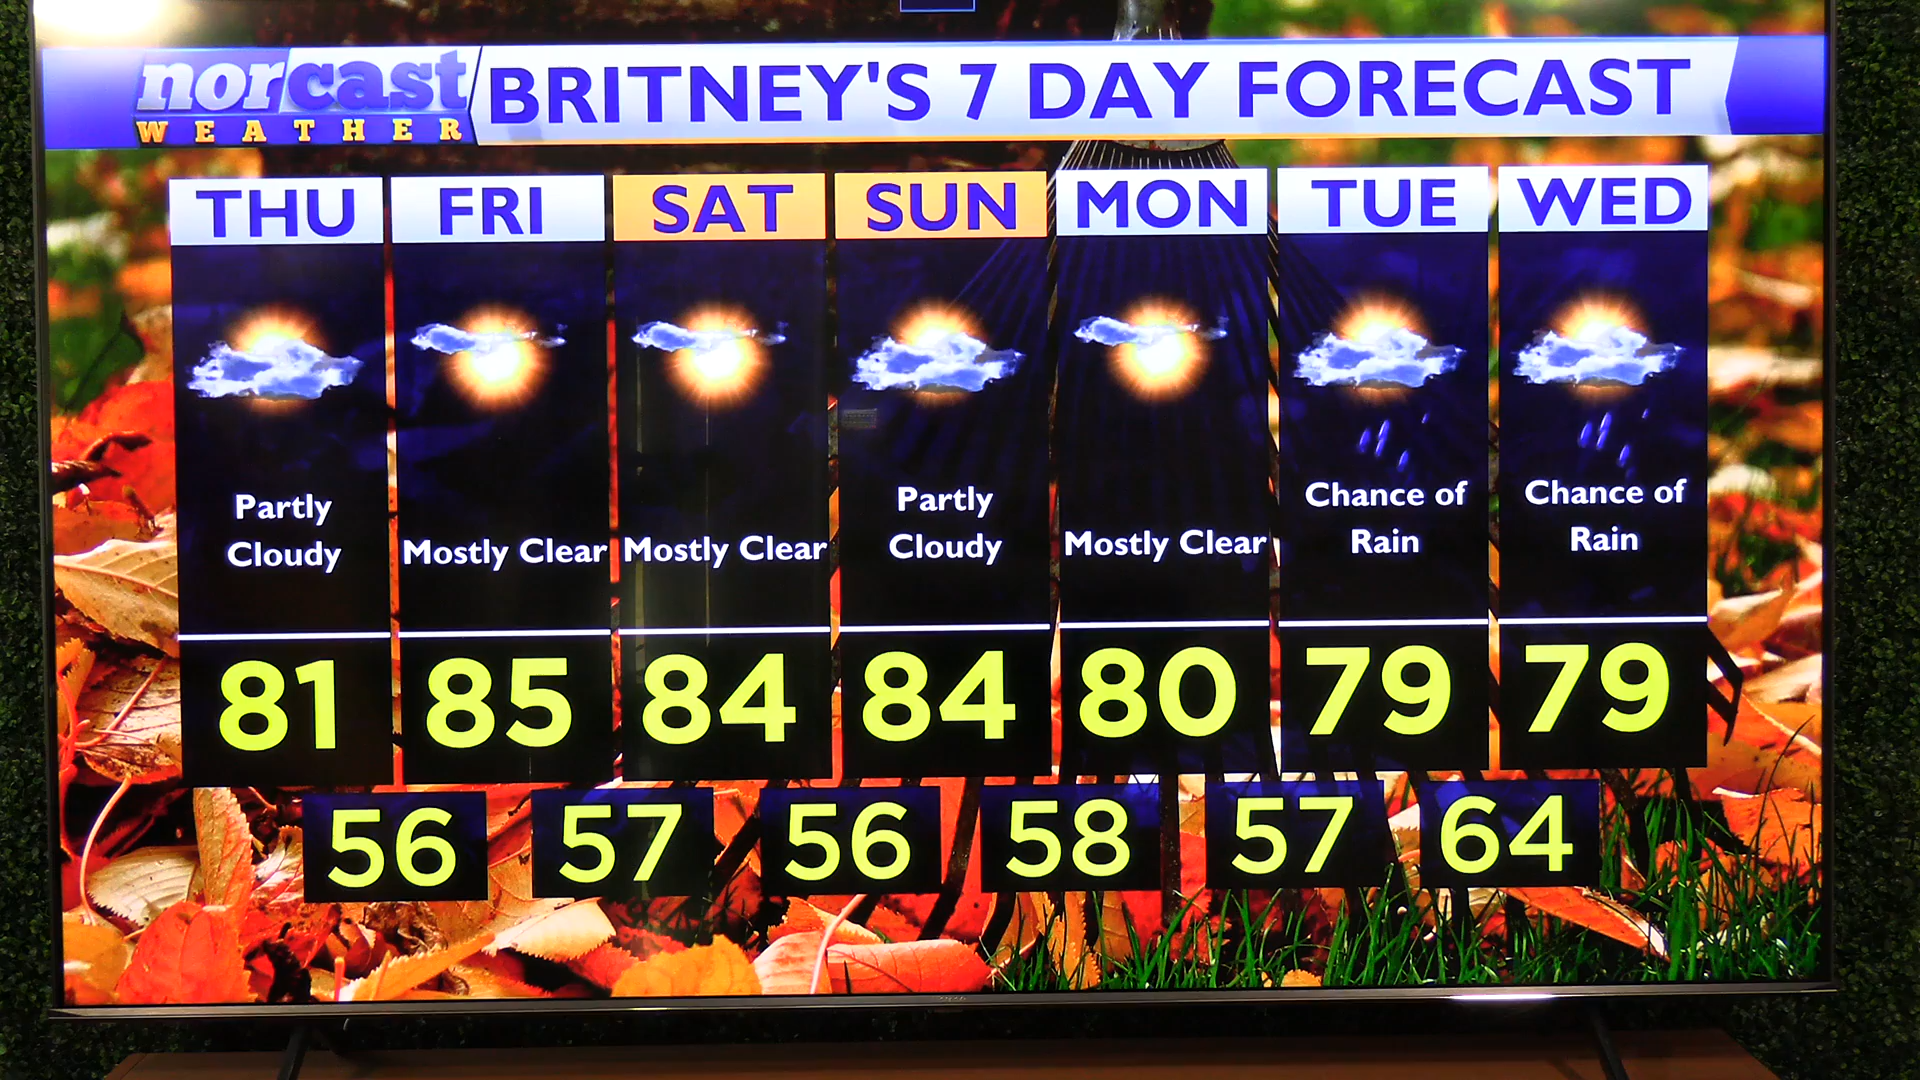 norcast
WEATHER
BRITNEY'S 7 DAY FORECAST
THU FRI SAT SUN MON TUE WED
Partly
Cloudy
Mostly Clear
Mostly Clear
Partly
Cloudy
Mostly Clear
Chance of
Rain
Chance of
Rain
81 85 84 84 80 79 79
56 57 56 58 57 64